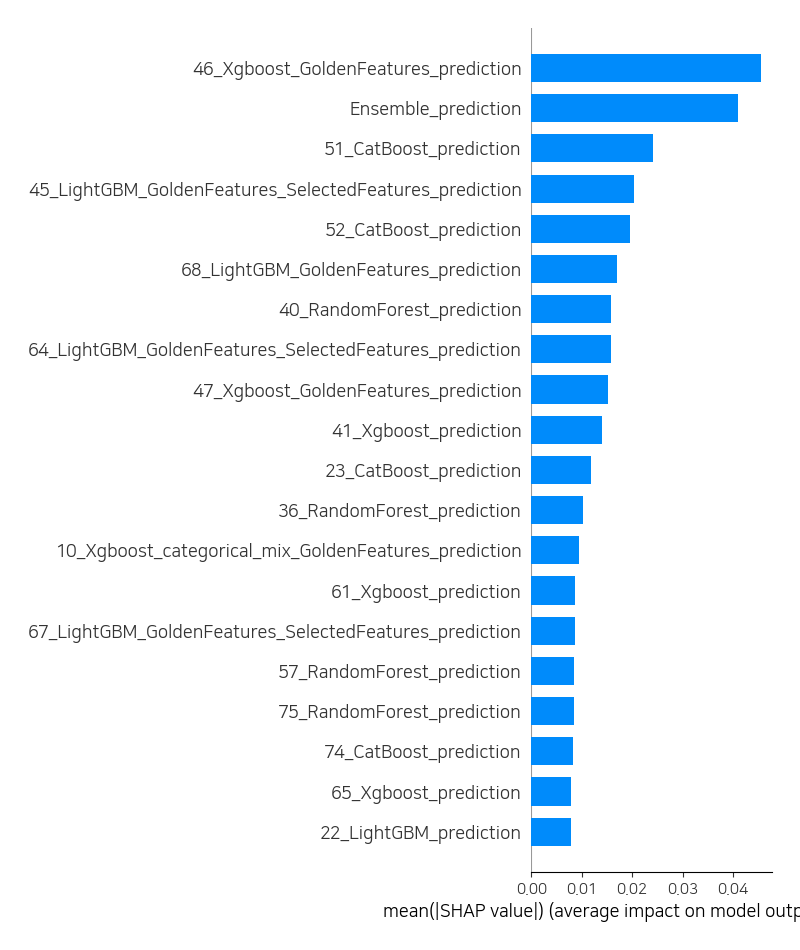 46_Xgboost_GoldenFeatures_prediction
Ensemble_prediction
51_CatBoost_prediction
45_LightGBM_GoldenFeatures_SelectedFeatures_prediction
52_CatBoost_prediction
68_LightGBM_GoldenFeatures_prediction
40_RandomForest_prediction
64_LightGBM_GoldenFeatures_SelectedFeatures_prediction
47_Xgboost_GoldenFeatures_prediction
41_Xgboost_prediction
23_CatBoost_prediction
36_RandomForest_prediction
10_Xgboost_categorical_mix_GoldenFeatures_prediction
61_Xgboost_prediction
67_LightGBM_GoldenFeatures_SelectedFeatures_prediction
57_RandomForest_prediction
75_RandomForest_prediction
74_CatBoost_prediction
65_Xgboost_prediction
22_LightGBM_prediction
0.00 0.01 0.02 0.03 0.04
mean(|SHAP value|) (average impact on model outp